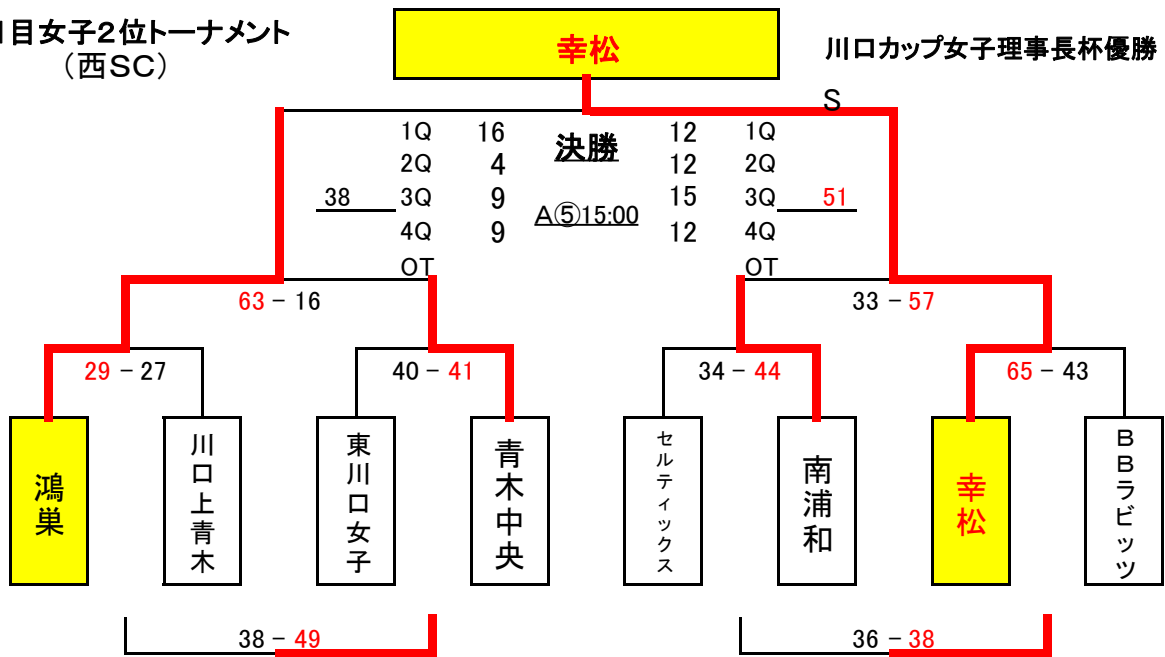 目女子２位トーナメント
（西SC）
幸松
川口カップ女子理事長杯優勝
S
1Q 16 決勝 12 1Q
2Q 4 12 2Q
38 3Q 9 A⑤15:00 15 3Q 51
4Q 9 12 4Q
OT OT
63 − 16 33 − 57
29 − 27 40 − 41 34 − 44 65 − 43
鴻巣
川口上青木
東川口女子
青木中央
セルティックス
南浦和
幸松
ＢＢラビッツ
38 − 49 36 − 38